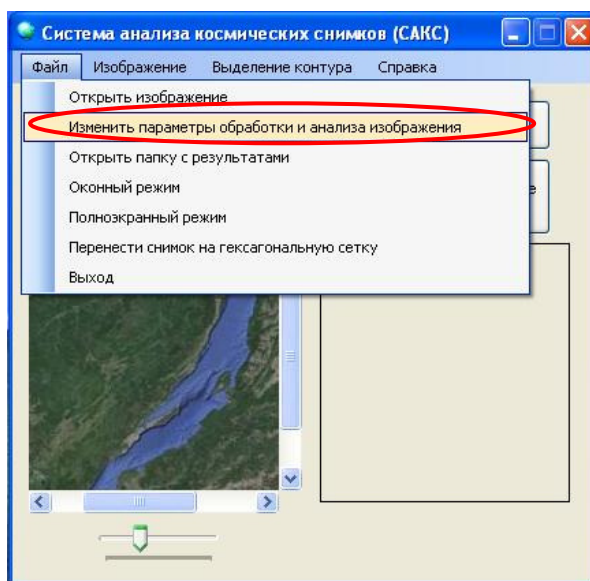 Система анализа космических снимков (САКС)
Файл Изображение Выделение контура Справка
Открыть изображение
Изменить параметры обработки и анализа изображения
Открыть папку с результатами
Оконный режим
Полноэкранный режим
Перенести снимок на гексагональную сетку
Выход